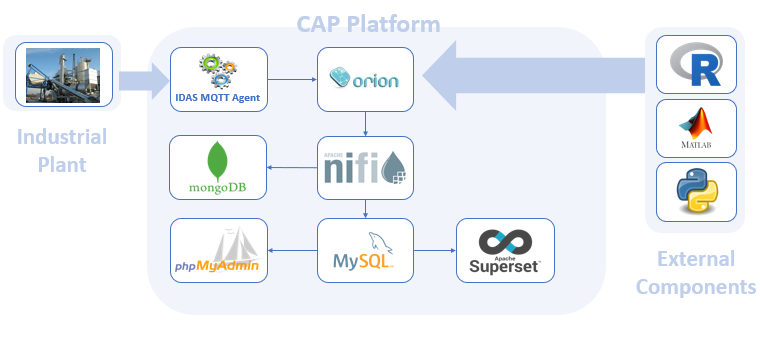 CAP Platform
Industrial
Plant
IDAS MQTT Agent
orion
R
MATLAB
mongoDB
APACHE
nifi
phpMyAdmin
MySQL
Apache
Superset
External
Components